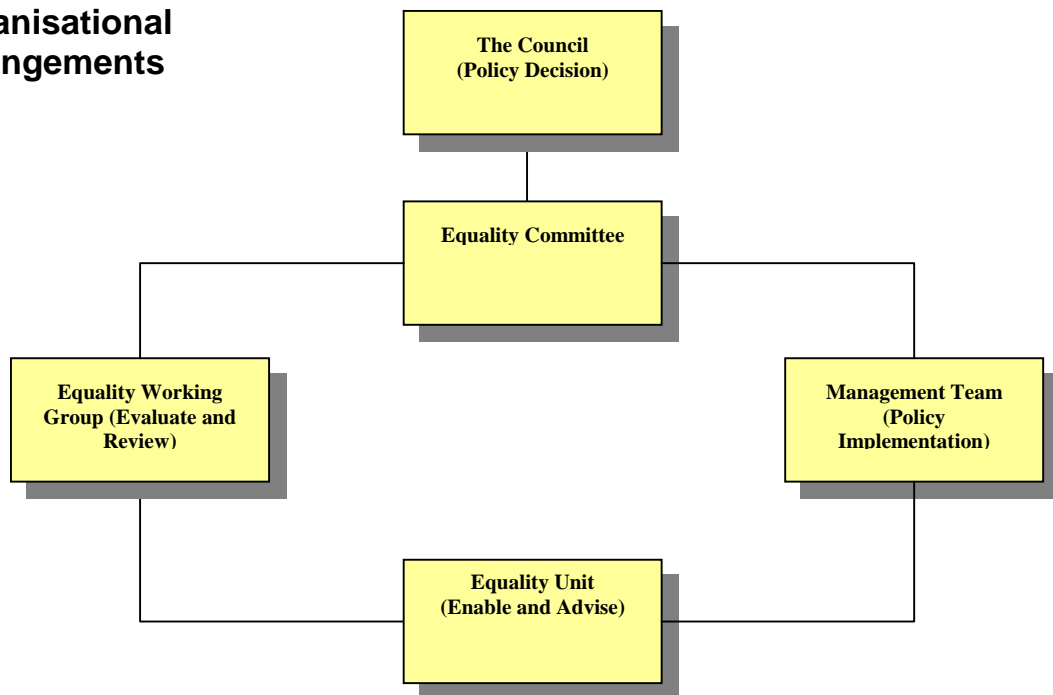 anisational
ngements
The Council
(Policy Decision)
Equality Committee
Equality Working
Group (Evaluate and
Review)
Management Team
(Policy
Implementation)
Equality Unit
(Enable and Advise)